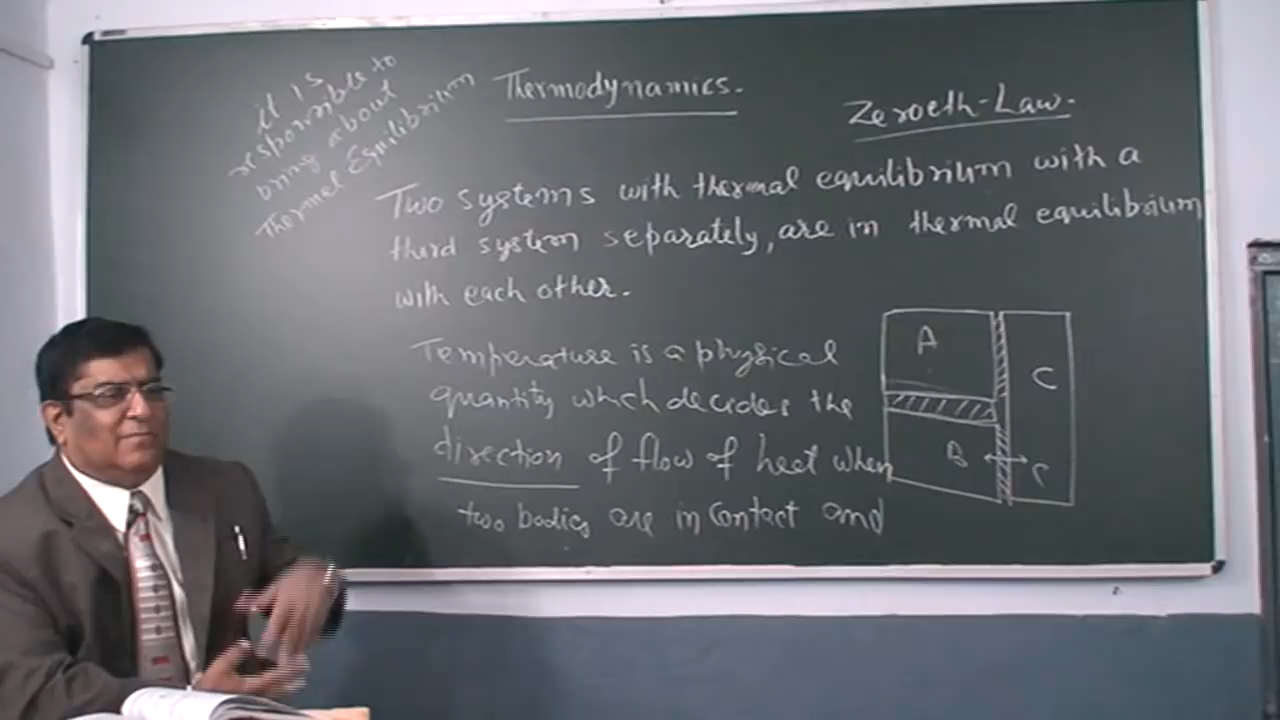 Thermodynamics.
Zeroeth-Law.
Two systems with thermal equilibrium with a
third system separately, are in thermal equilibrium
with each other.
Temperature is a physical
quantity which decides the
direction of flow of heat when
two bodies are in contact and
it is
responsible to
bring about
Thermal Equilibrium
A
C
B
C